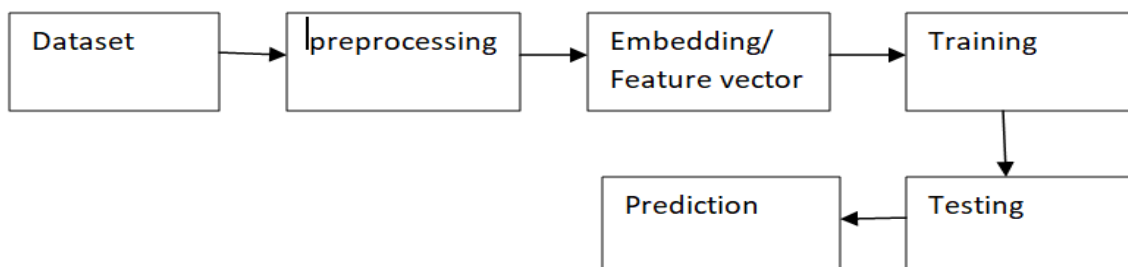 Dataset
preprocessing
Embedding/
Feature vector
Training
Prediction
Testing